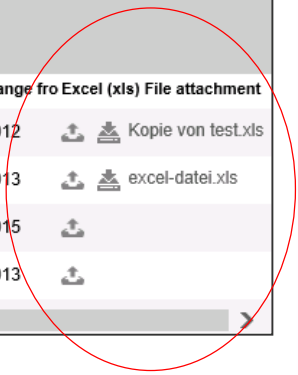 ange fro Excel (xls) File attachment
012 Kopie von test.xls
013 excel-datei.xls
015
013